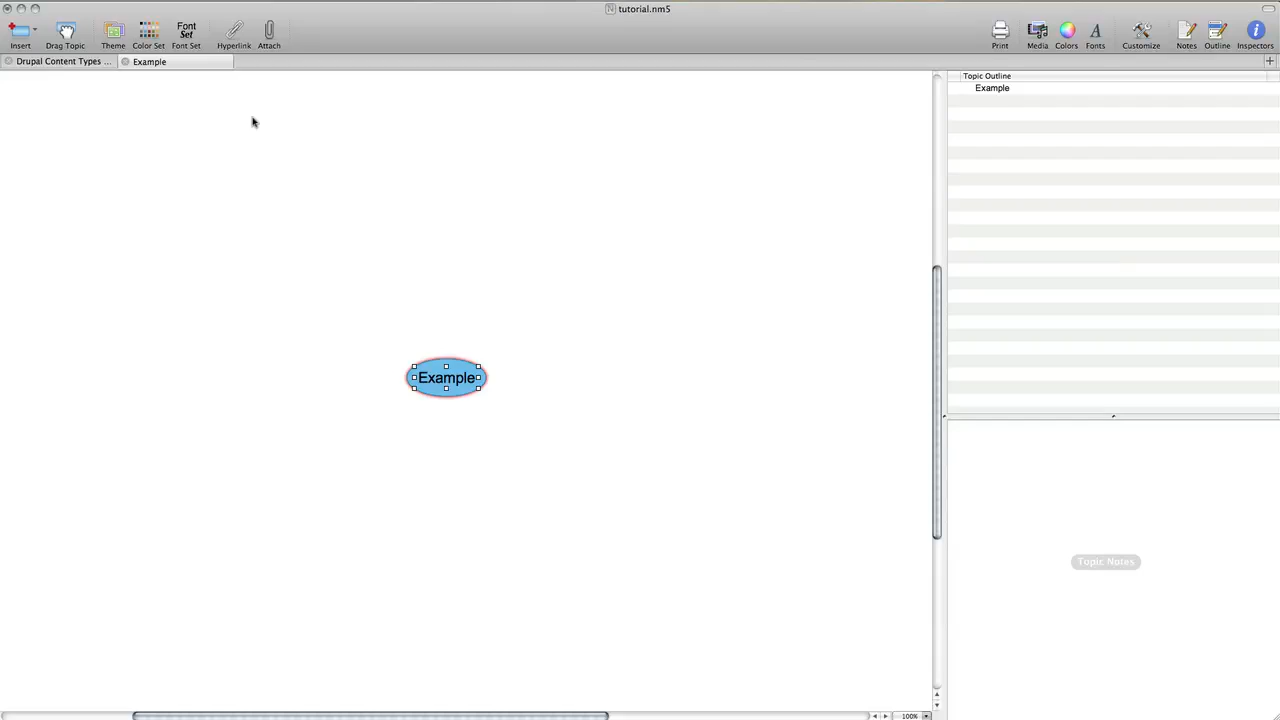 tutorial.nm5
Insert Drag Topic Theme Color Set Font Set Font Set Hyperlink Attach Print Media Colors Fonts Customize Notes Outline Inspectors
Drupal Content Types ... Example
Topic Outline
Example
Example
Topic Notes
100%